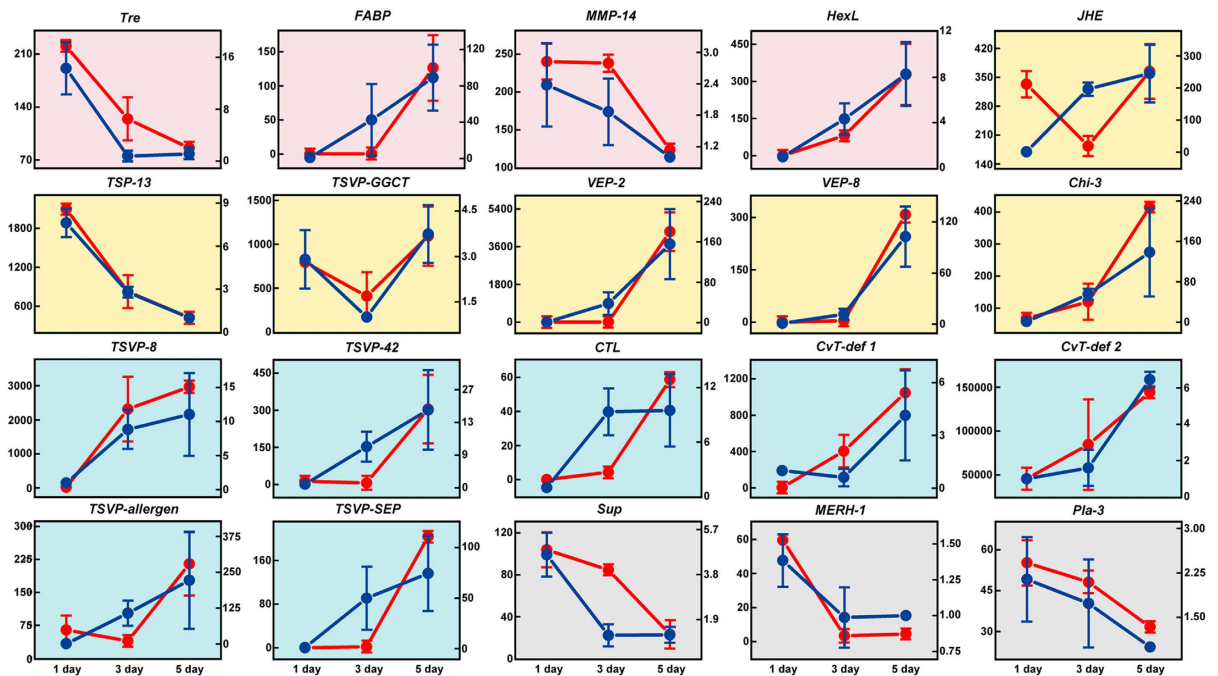 Tre FABP MMP-14 HexL JHE
210 140 70 16 8 0
150 100 50 0 120 80 40 0
250 200 150 100 3.0 2.4 1.8 1.2
450 300 150 0 12 8 4 0
420 350 280 210 140 300 200 100 0
TSP-13 TSVP-GGCT VEP-2 VEP-8 Chi-3
1800 1200 600 9 6 3 0
1500 1000 500 0 4.5 3.0 1.5
5400 3600 1800 0 240 160 80 0
300 150 0 120 60 0
400 300 200 100 240 160 80 0
TSVP-8 TSVP-42 CTL CvT-def 1 CvT-def 2
3000 2000 1000 0 15 10 5 0
450 300 150 0 27 18 9 0
60 40 20 0 12 6 0
1200 800 400 0 6 3 0
150000 100000 50000 6 4 2 0
TSVP-allergen TSVP-SEP Sup MERH-1 Pla-3
300 225 150 75 0 375 250 125 0
160 80 0 100 50 0
120 80 40 0 5.7 3.8 1.9 0
60 40 20 0 1.50 1.25 1.00 0.75
60 45 30 3.00 2.25 1.50
1 day 3 day 5 day 1 day 3 day 5 day 1 day 3 day 5 day 1 day 3 day 5 day 1 day 3 day 5 day